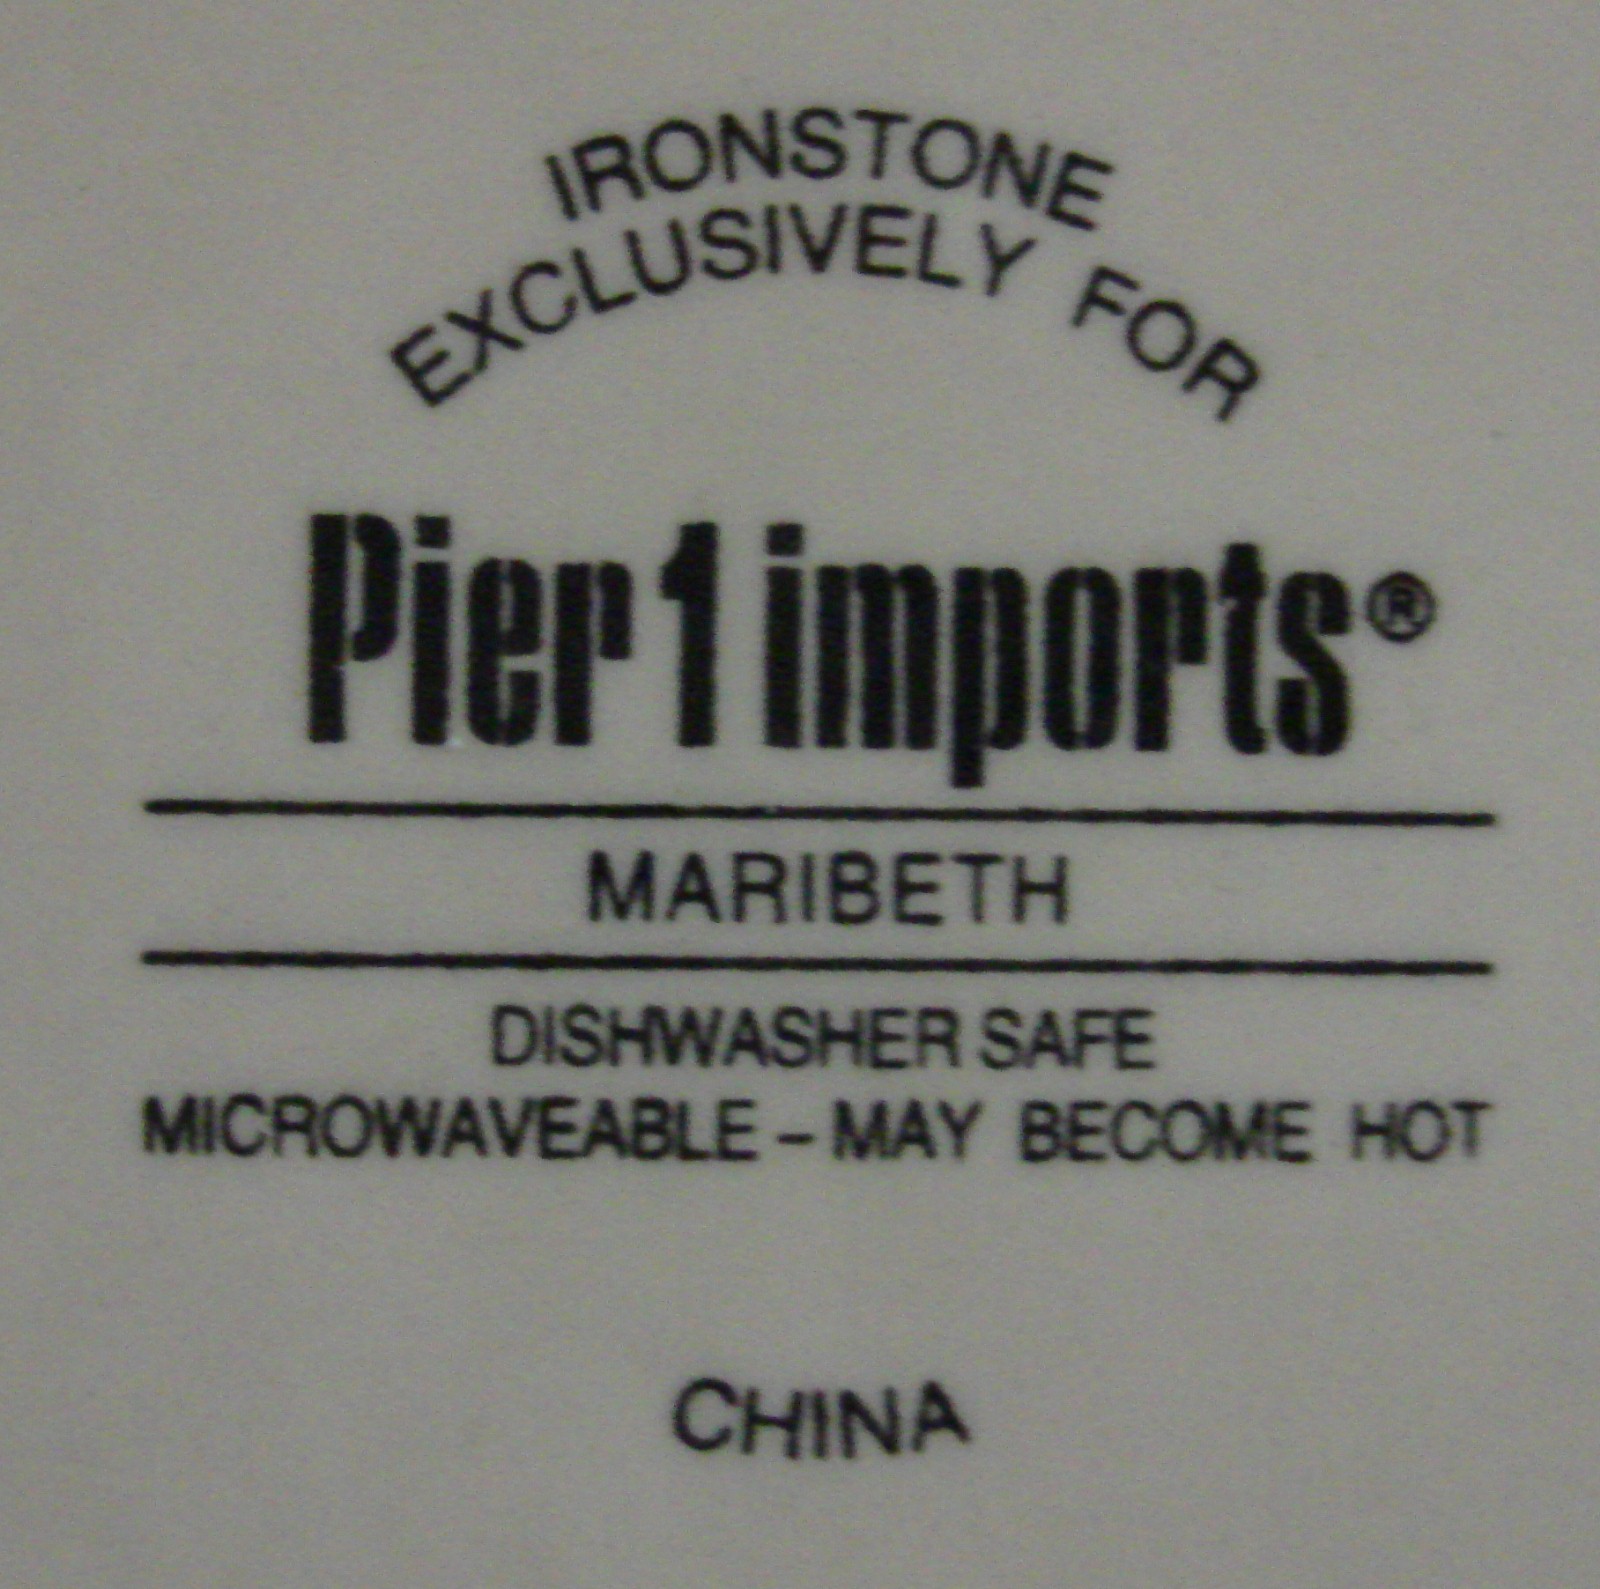 IRONSTONE
EXCLUSIVELY FOR
Pier 1 imports®
MARIBETH
DISHWASHER SAFE
MICROWAVEABLE – MAY BECOME HOT
CHINA